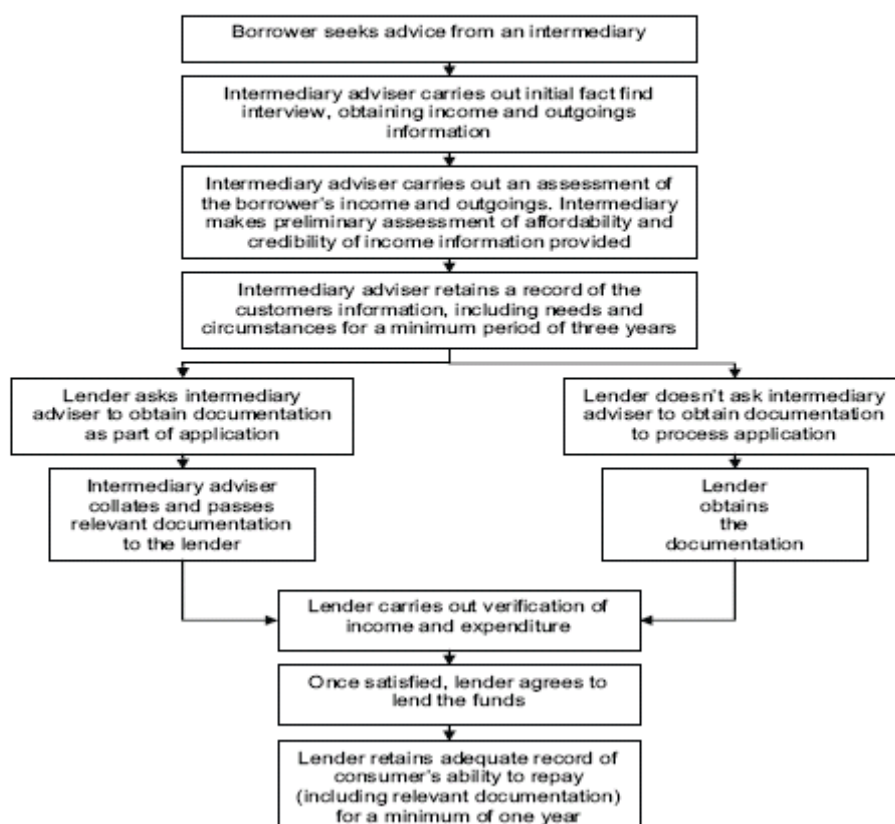 Borrower seeks advice from an intermediary
Intermediary adviser carries out initial fact find
interview, obtaining income and outgoings
information
Intermediary adviser carries out an assessment of
the borrower's income and outgoings. Intermediary
makes preliminary assessment of affordability and
credibility of income information provided
Intermediary adviser retains a record of the
customers information, including needs and
circumstances for a minimum period of three years
Lender asks intermediary
adviser to obtain documentation
as part of application
Lender doesn't ask intermediary
adviser to obtain documentation
to process application
Intermediary adviser
collates and passes
relevant documentation
to the lender
Lender
obtains
the
documentation
Lender carries out verification of
income and expenditure
Once satisfied, lender agrees to
lend the funds
Lender retains adequate record of
consumer's ability to repay
(including relevant documentation)
for a minimum of one year